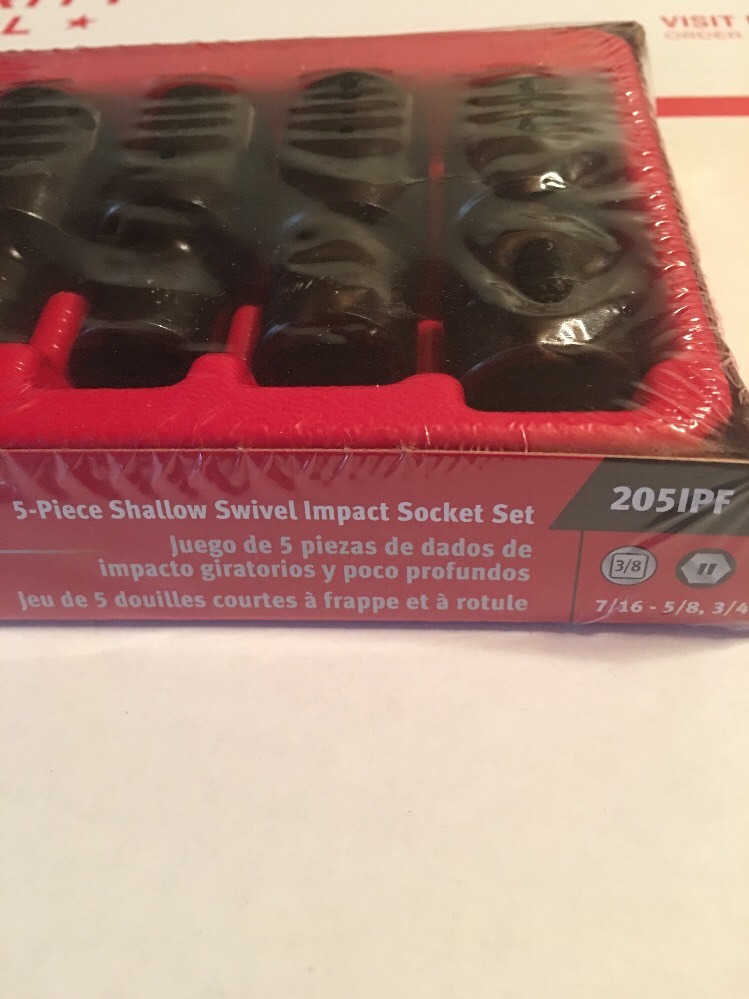 L ★
VISIT
ORDER
5-Piece Shallow Swivel Impact Socket Set
205IPF
Juego de 5 piezas de dados de
impacto giratorios y poco profundos
Jeu de 5 douilles courtes à frappe et à rotule
3/8 "
7/16 - 5/8, 3/4